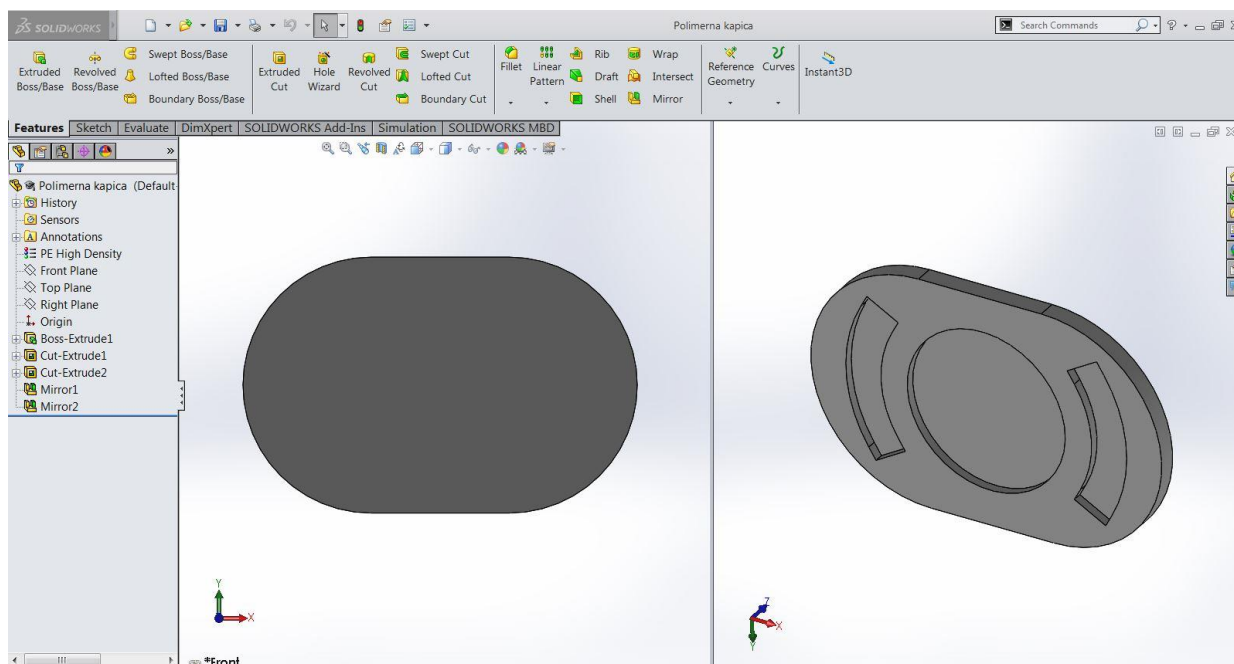 SOLIDWORKS
Polimerna kapica
Search Commands
?
Extruded Boss/Base
Revolved Boss/Base
Swept Boss/Base
Lofted Boss/Base
Boundary Boss/Base
Extruded Cut
Hole Wizard
Revolved Cut
Swept Cut
Lofted Cut
Boundary Cut
Fillet
Linear Pattern
Rib
Draft
Shell
Wrap
Intersect
Mirror
Reference Geometry
Curves
Instant3D
Features
Sketch
Evaluate
DimXpert
SOLIDWORKS Add-Ins
Simulation
SOLIDWORKS MBD
»
Polimerna kapica (Default
History
Sensors
A Annotations
PE High Density
Front Plane
Top Plane
Right Plane
Origin
Boss-Extrude1
Cut-Extrude1
Cut-Extrude2
Mirror1
Mirror2
Y
X
Z
X
Y
*Front